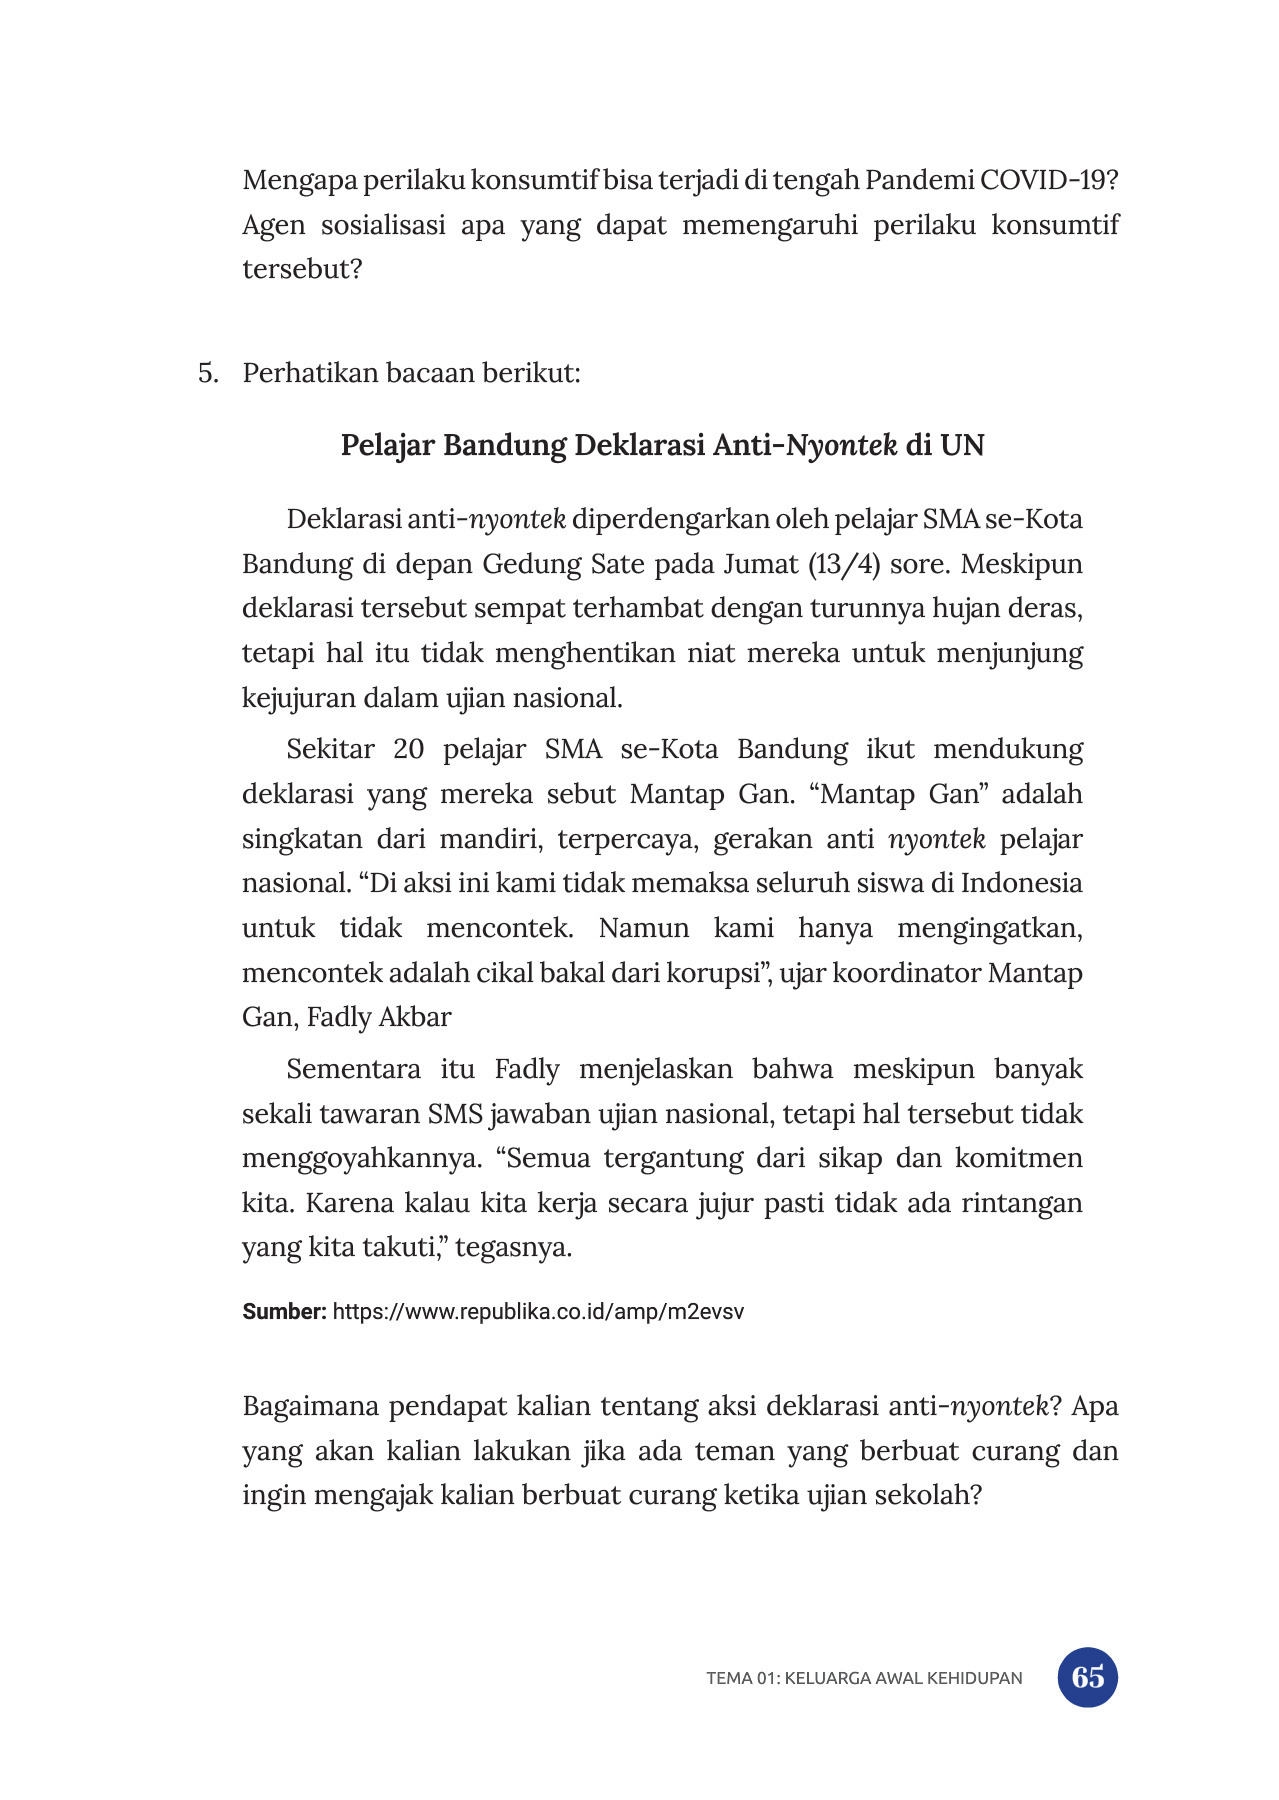 Mengapa perilaku konsumtif bisa terjadi di tengah Pandemi COVID-19?
Agen sosialisasi apa yang dapat memengaruhi perilaku konsumtif
tersebut?
5. Perhatikan bacaan berikut:
Pelajar Bandung Deklarasi Anti-Nyontek di UN
Deklarasi anti-nyontek diperdengarkan oleh pelajar SMA se-Kota
Bandung di depan Gedung Sate pada Jumat (13/4) sore. Meskipun
deklarasi tersebut sempat terhambat dengan turunnya hujan deras,
tetapi hal itu tidak menghentikan niat mereka untuk menjunjung
kejujuran dalam ujian nasional.
Sekitar 20 pelajar SMA se-Kota Bandung ikut mendukung
deklarasi yang mereka sebut Mantap Gan. “Mantap Gan” adalah
singkatan dari mandiri, terpercaya, gerakan anti nyontek pelajar
nasional. “Di aksi ini kami tidak memaksa seluruh siswa di Indonesia
untuk tidak mencontek. Namun kami hanya mengingatkan,
mencontek adalah cikal bakal dari korupsi”, ujar koordinator Mantap
Gan, Fadly Akbar
Sementara itu Fadly menjelaskan bahwa meskipun banyak
sekali tawaran SMS jawaban ujian nasional, tetapi hal tersebut tidak
menggoyahkannya. “Semua tergantung dari sikap dan komitmen
kita. Karena kalau kita kerja secara jujur pasti tidak ada rintangan
yang kita takuti,” tegasnya.
Sumber: https://www.republika.co.id/amp/m2evsv
Bagaimana pendapat kalian tentang aksi deklarasi anti-nyontek? Apa
yang akan kalian lakukan jika ada teman yang berbuat curang dan
ingin mengajak kalian berbuat curang ketika ujian sekolah?
TEMA 01: KELUARGA AWAL KEHIDUPAN 65